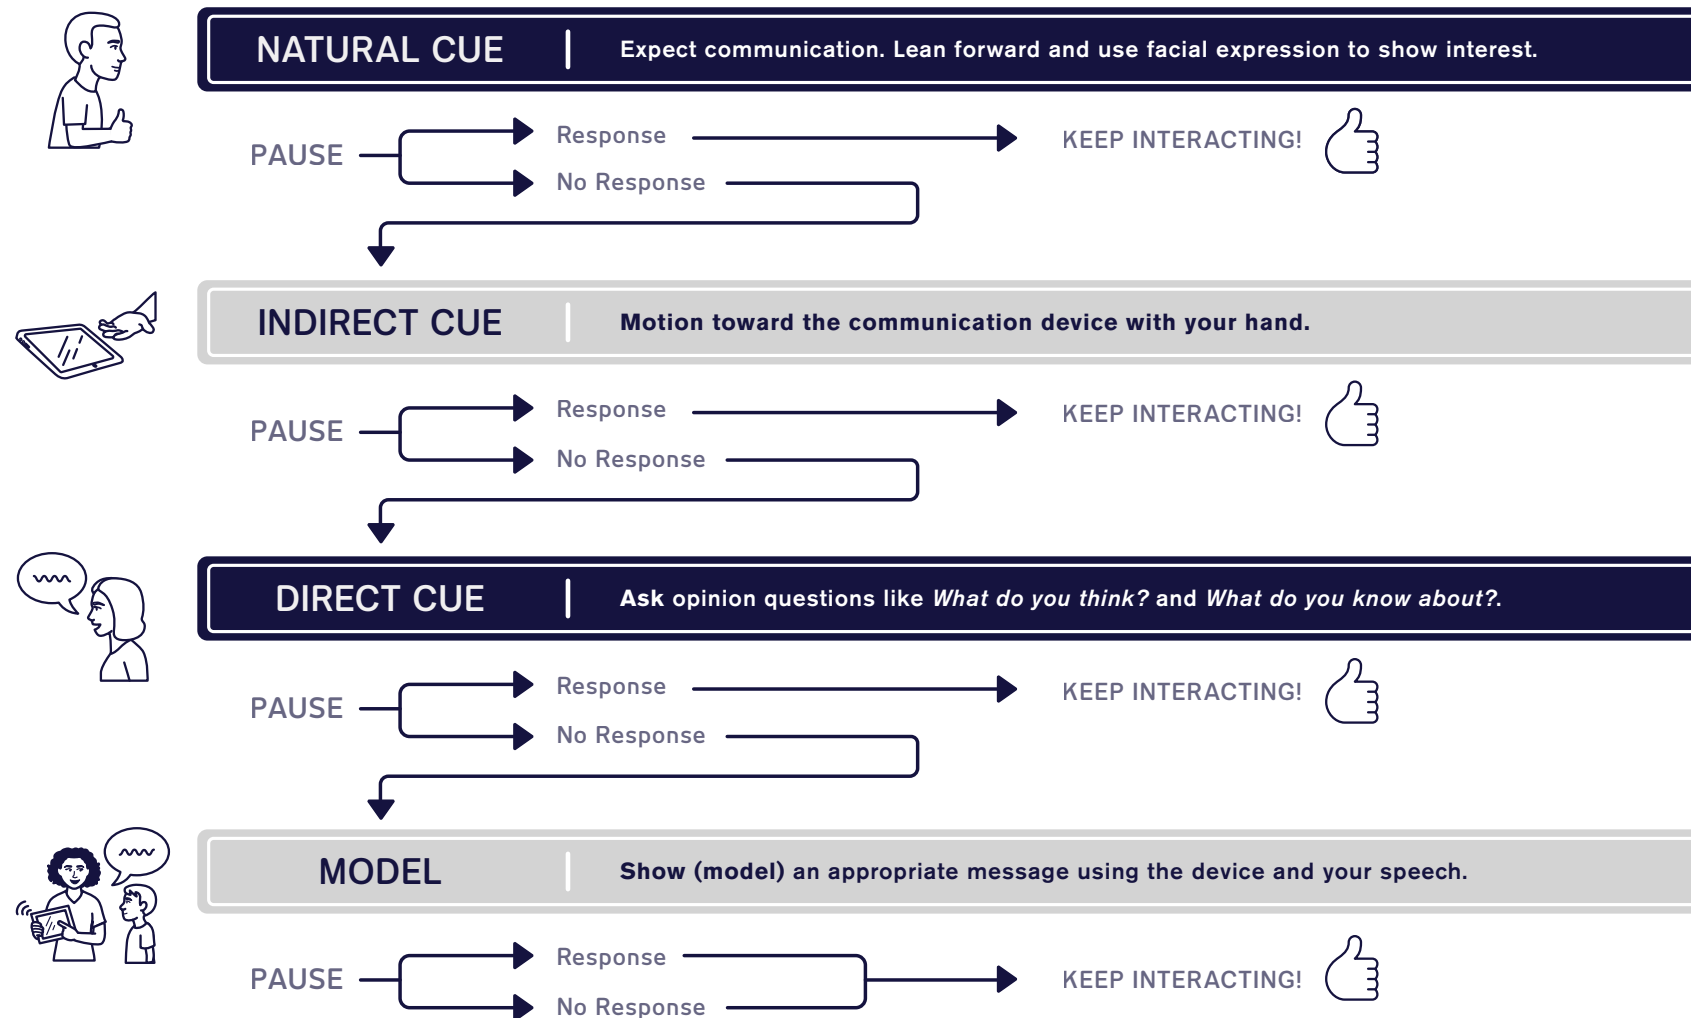 NATURAL CUE
Expect communication. Lean forward and use facial expression to show interest.
PAUSE
Response
KEEP INTERACTING!
No Response
INDIRECT CUE
Motion toward the communication device with your hand.
PAUSE
Response
KEEP INTERACTING!
No Response
DIRECT CUE
Ask opinion questions like What do you think? and What do you know about?.
PAUSE
Response
KEEP INTERACTING!
No Response
MODEL
Show (model) an appropriate message using the device and your speech.
PAUSE
Response
KEEP INTERACTING!
No Response